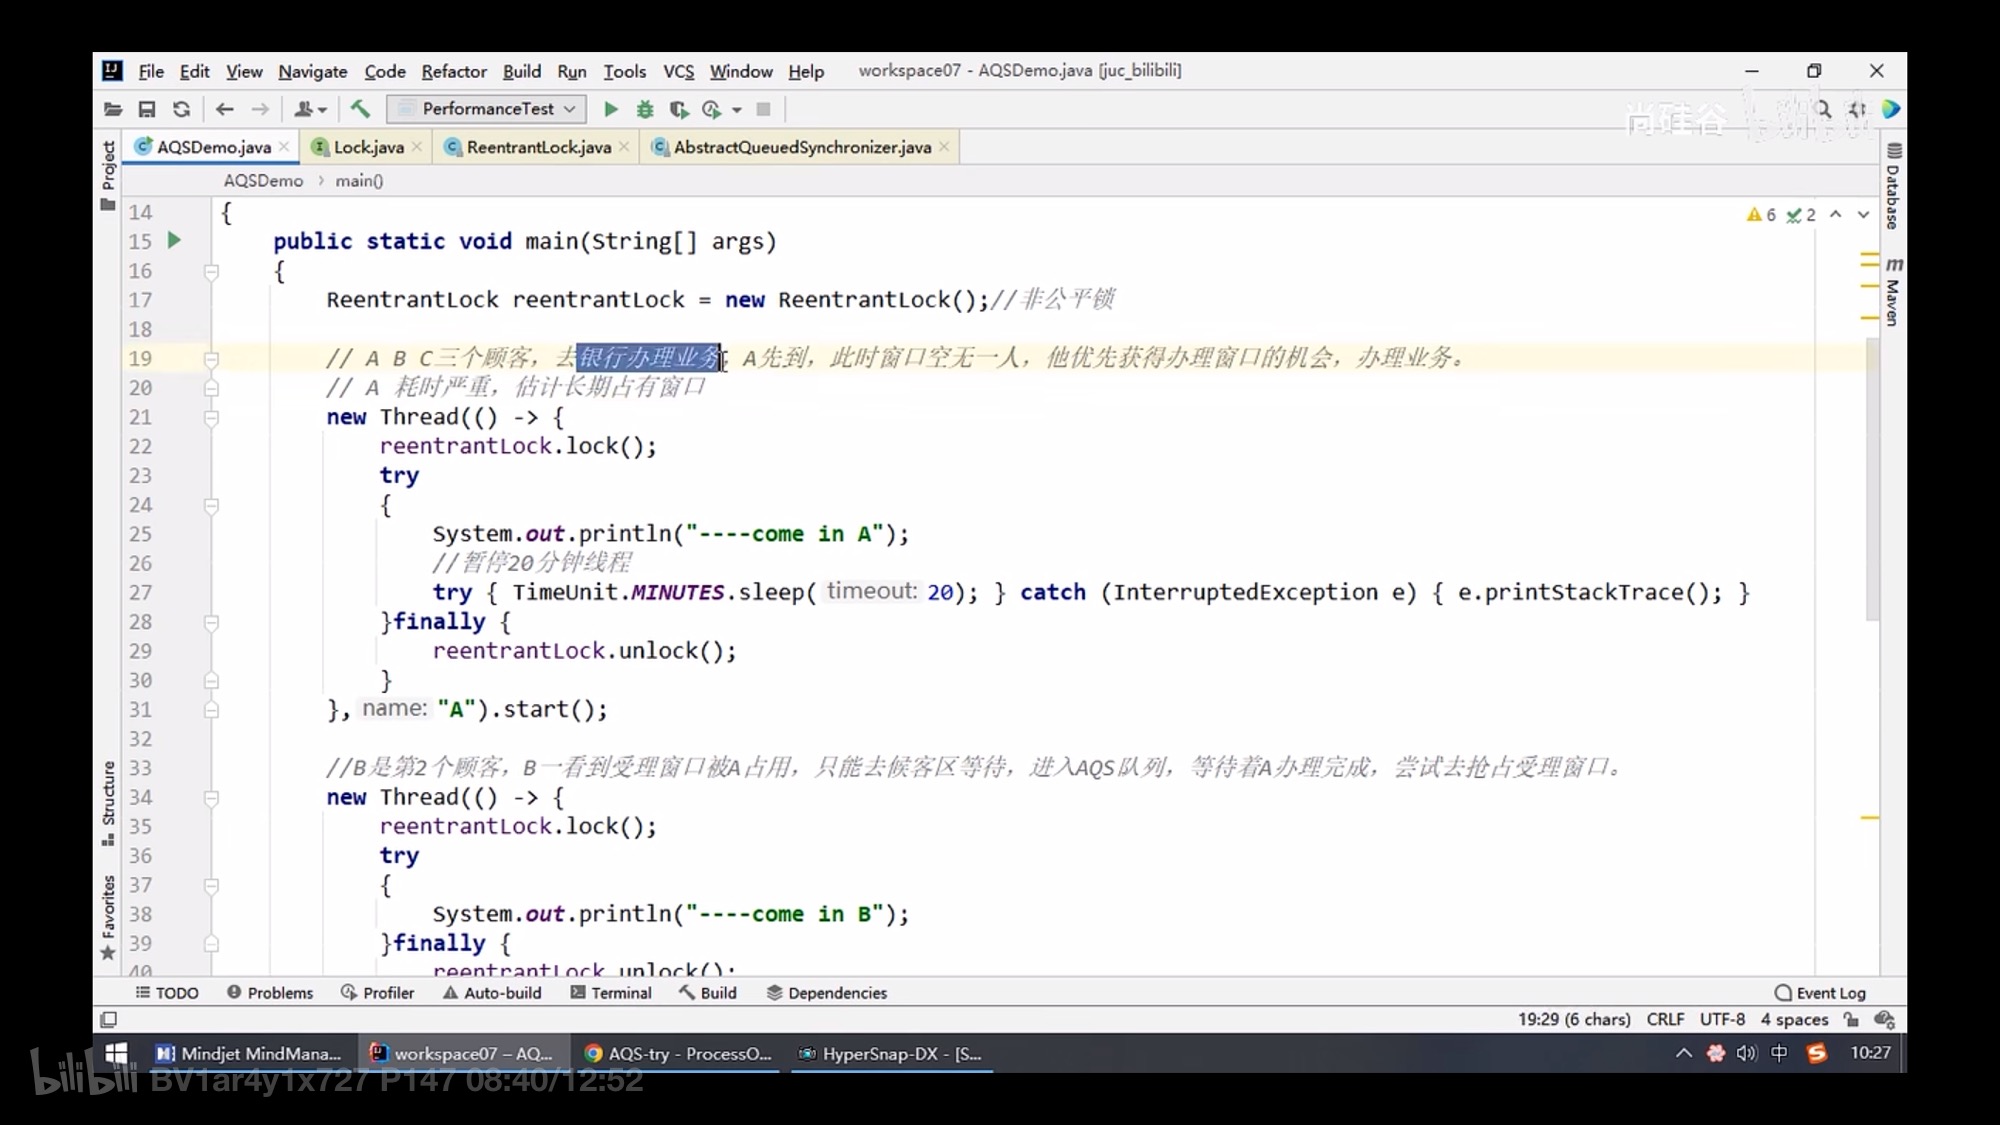 File Edit View Navigate Code Refactor Build Run Tools VCS Window Help workspace07 - AQSDemo.java [juc_bilibili]
PerformanceTest
尚硅谷 bilibili
AQSDemo.java Lock.java ReentrantLock.java AbstractQueuedSynchronizer.java
AQSDemo › main()
Project
Database
Maven
Structure
Favorites
6 2
14 {
15 public static void main(String[] args)
16 {
17 ReentrantLock reentrantLock = new ReentrantLock();//非公平锁
18
19 // A B C三个顾客，去银行办理业务，A先到，此时窗口空无一人，他优先获得办理窗口的机会，办理业务。
20 // A 耗时严重，估计长期占有窗口
21 new Thread(() -> {
22 reentrantLock.lock();
23 try
24 {
25 System.out.println("----come in A");
26 //暂停20分钟线程
27 try { TimeUnit.MINUTES.sleep( timeout: 20); } catch (InterruptedException e) { e.printStackTrace(); }
28 }finally {
29 reentrantLock.unlock();
30 }
31 }, name: "A").start();
32
33 //B是第2个顾客，B一看到受理窗口被A占用，只能去候客区等待，进入AQS队列，等待着A办理完成，尝试去抢占受理窗口。
34 new Thread(() -> {
35 reentrantLock.lock();
36 try
37 {
38 System.out.println("----come in B");
39 }finally {
40 reentrantLock.unlock();
TODO Problems Profiler Auto-build Terminal Build Dependencies Event Log
19:29 (6 chars) CRLF UTF-8 4 spaces
Mindjet MindMana... workspace07 – AQ... AQS-try - ProcessO... HyperSnap-DX - [S... 中 10:27
bilibili BV1ar4y1x727 P147 08:40/12:52